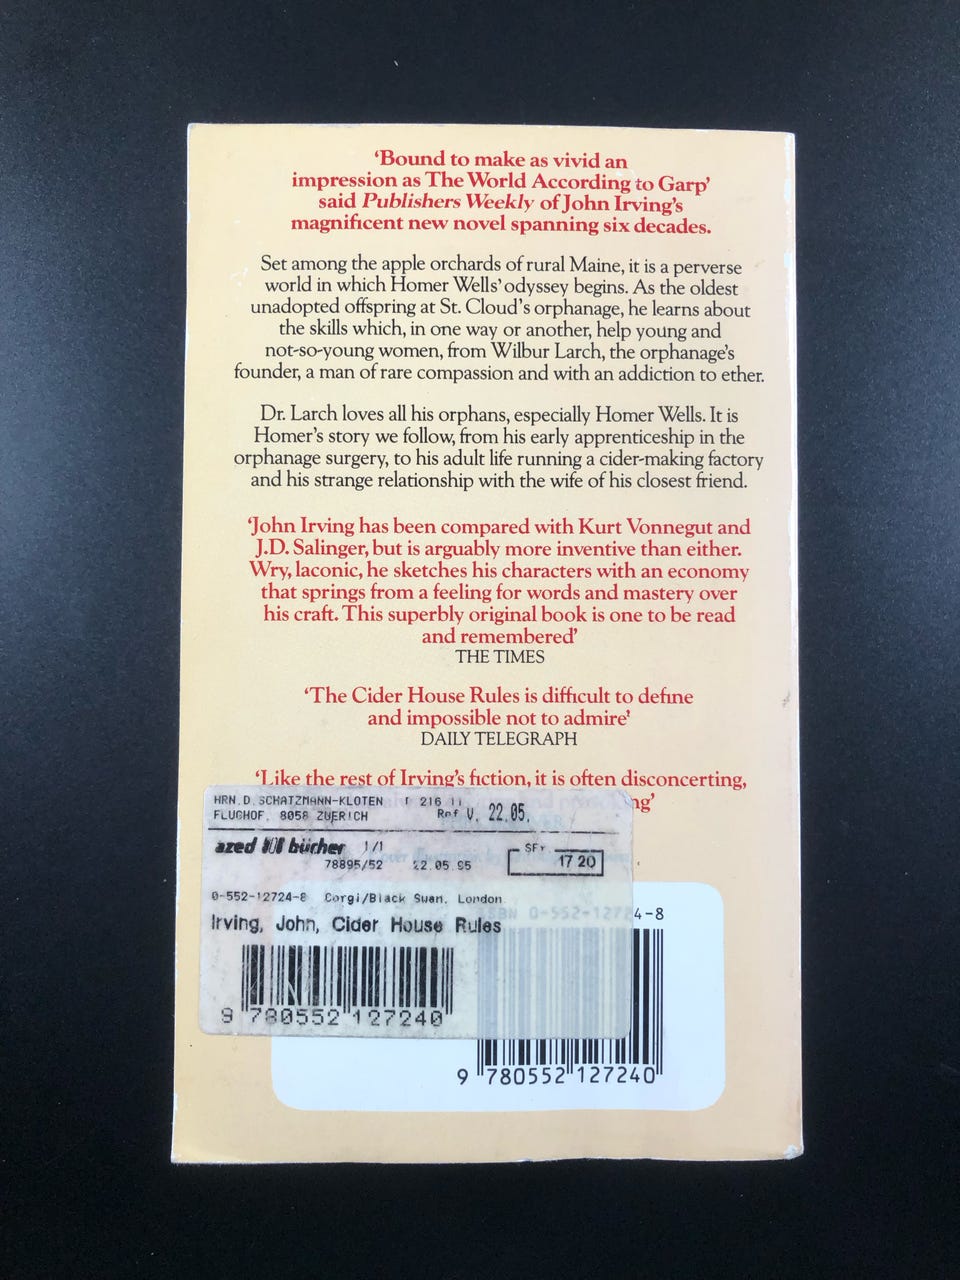 ‘Bound to make as vivid an
impression as The World According to Garp’
said Publishers Weekly of John Irving's
magnificent new novel spanning six decades.
Set among the apple orchards of rural Maine, it is a perverse
world in which Homer Wells' odyssey begins. As the oldest
unadopted offspring at St. Cloud's orphanage, he learns about
the skills which, in one way or another, help young and
not-so-young women, from Wilbur Larch, the orphanage's
founder, a man of rare compassion and with an addiction to ether.
Dr. Larch loves all his orphans, especially Homer Wells. It is
Homer's story we follow, from his early apprenticeship in the
orphanage surgery, to his adult life running a cider-making factory
and his strange relationship with the wife of his closest friend.
‘John Irving has been compared with Kurt Vonnegut and
J.D. Salinger, but is arguably more inventive than either.
Wry, laconic, he sketches his characters with an economy
that springs from a feeling for words and mastery over
his craft. This superbly original book is one to be read
and remembered’
THE TIMES
‘The Cider House Rules is difficult to define
and impossible not to admire’
DAILY TELEGRAPH
‘Like the rest of Irving's fiction, it is often disconcerting,
HRN.D.SCHATZMANN-KLOTEN 216
FLUGHOF, 8058 ZUERICH Ref V. 22.05.
azed bücher 1/1
78895/52 22.05.95 SFr. 17 20
0-552-12724-8 Corgi/Black Swan, London
Irving, John, Cider House Rules
9 780552 127240
ISBN 0-552-12724-8
9 780552 127240